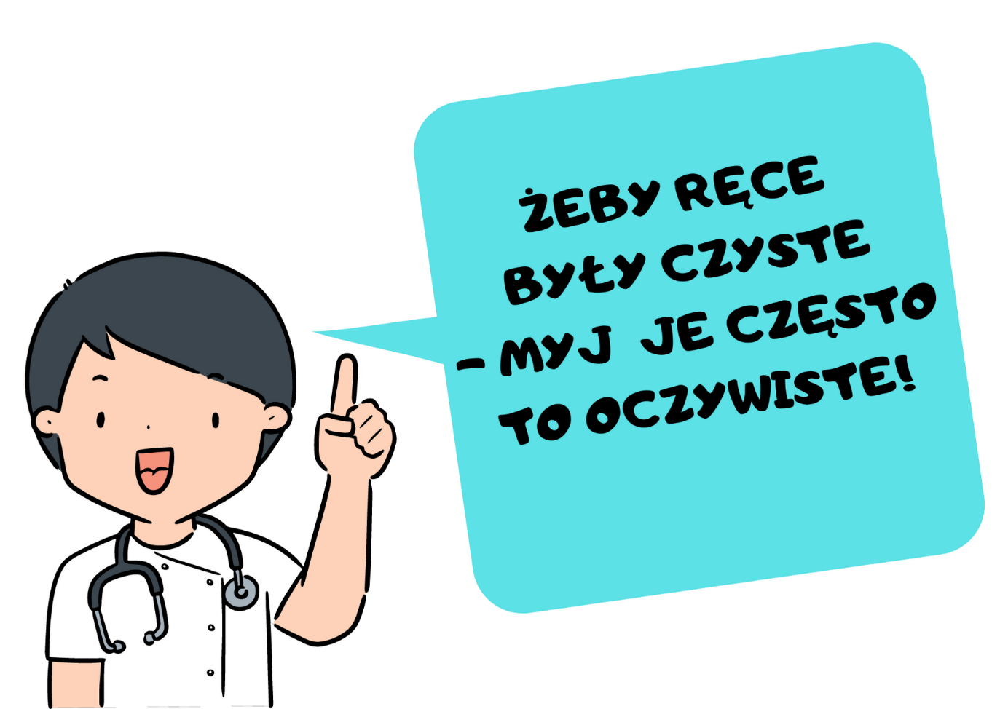 ŻEBY RĘCE
BYŁY CZYSTE
- MYJ JE CZĘSTO
TO OCZYWISTE!